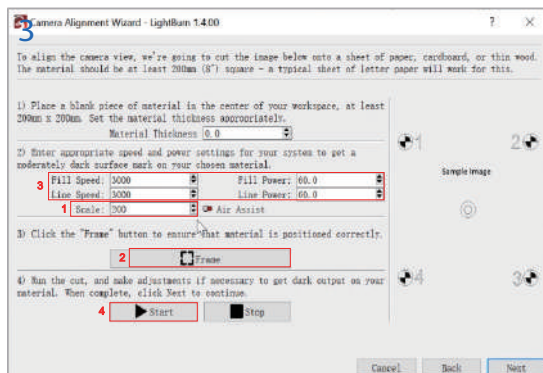 3
Camera Alignment Wizard - LightBurn 1.4.00
? ×
To align the camera view, we're going to cut the image below onto a sheet of paper, cardboard, or thin wood.
The material should be at least 200mm (8") square - a typical sheet of letter paper will work for this.
1) Place a blank piece of material in the center of your workspace, at least
200mm x 200mm. Set the material thickness appropriately.
Material Thickness 0.0
2) Enter appropriate speed and power settings for your system to get a
moderately dark surface mark on your chosen material.
3 Fill Speed: 3000 Fill Power: 60.0
Line Speed: 3000 Line Power: 60.0
1 Scale: 300 Air Assist
3) Click the "Frame" button to ensure that material is positioned correctly.
2 Frame
4) Run the cut, and make adjustments if necessary to get dark output on your
material. When complete, click Next to continue.
4 Start Stop
1 2
Sample Image
4 3
Cancel Back Next